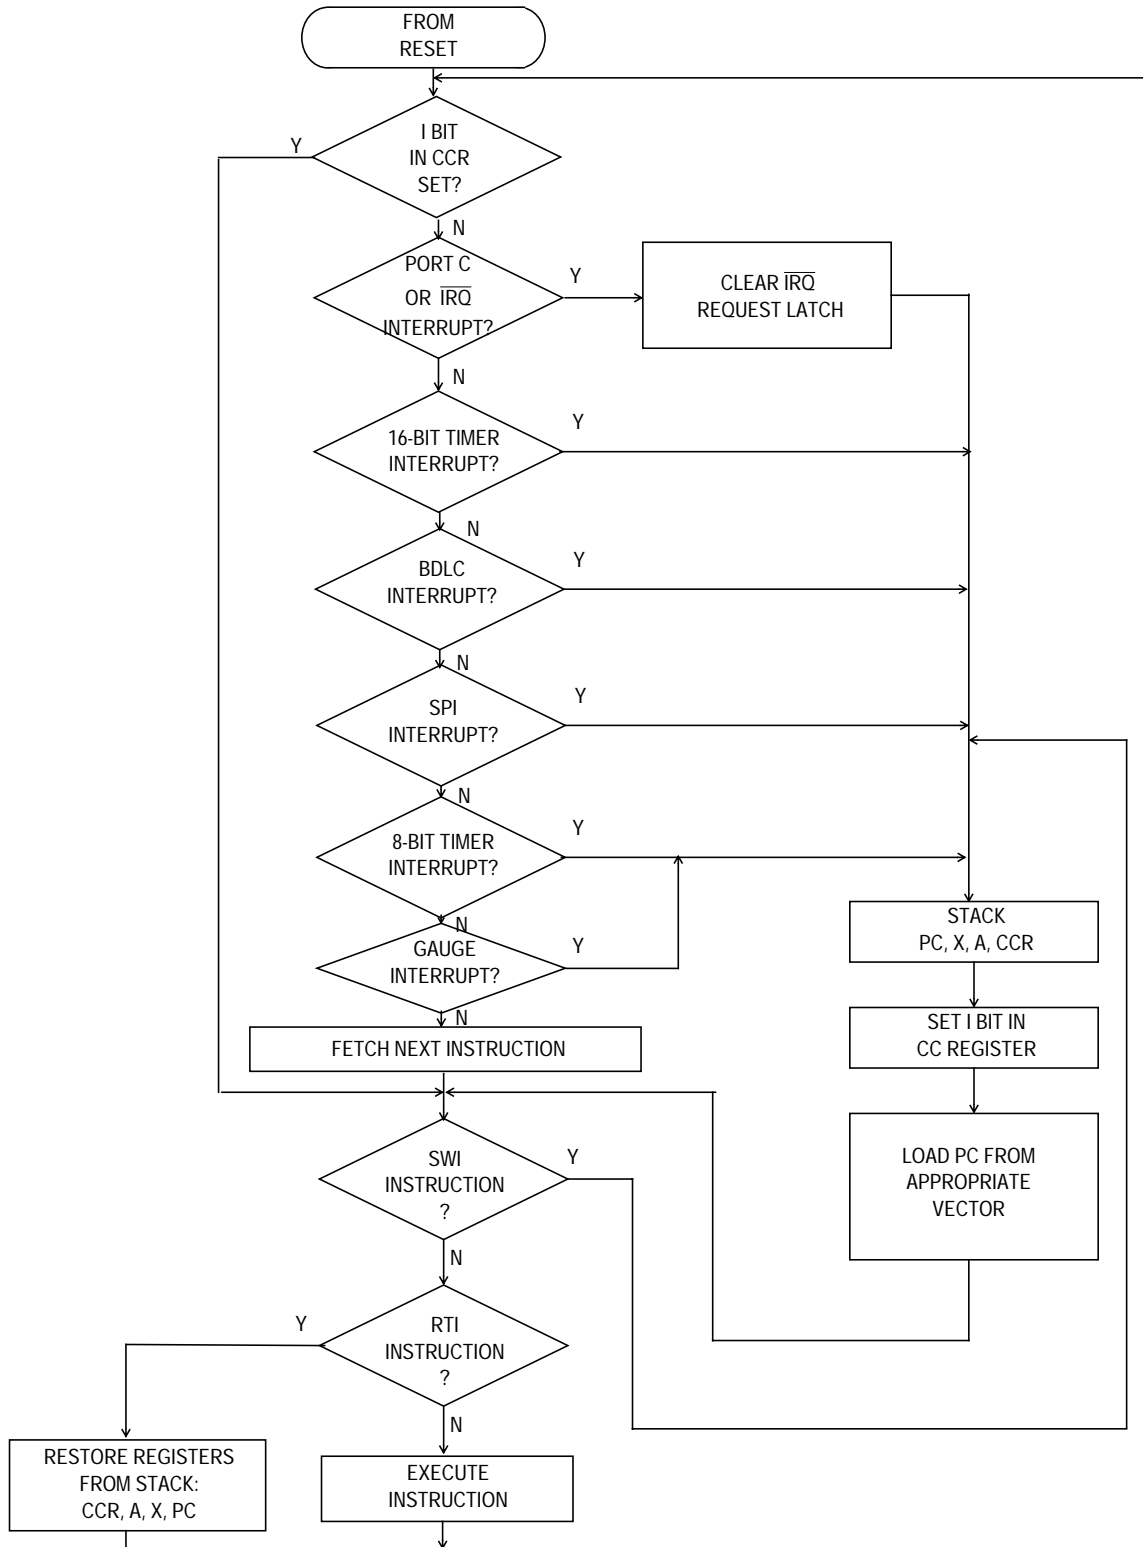 FROM
RESET
I BIT
IN CCR
SET?
Y
N
PORT C
OR IRQ
INTERRUPT?
Y
CLEAR IRQ
REQUEST LATCH
N
16-BIT TIMER
INTERRUPT?
Y
N
BDLC
INTERRUPT?
Y
N
SPI
INTERRUPT?
Y
N
8-BIT TIMER
INTERRUPT?
Y
N
GAUGE
INTERRUPT?
Y
N
STACK
PC, X, A, CCR
SET I BIT IN
CC REGISTER
LOAD PC FROM
APPROPRIATE
VECTOR
FETCH NEXT INSTRUCTION
SWI
INSTRUCTION
?
Y
N
RTI
INSTRUCTION
?
Y
N
RESTORE REGISTERS
FROM STACK:
CCR, A, X, PC
EXECUTE
INSTRUCTION